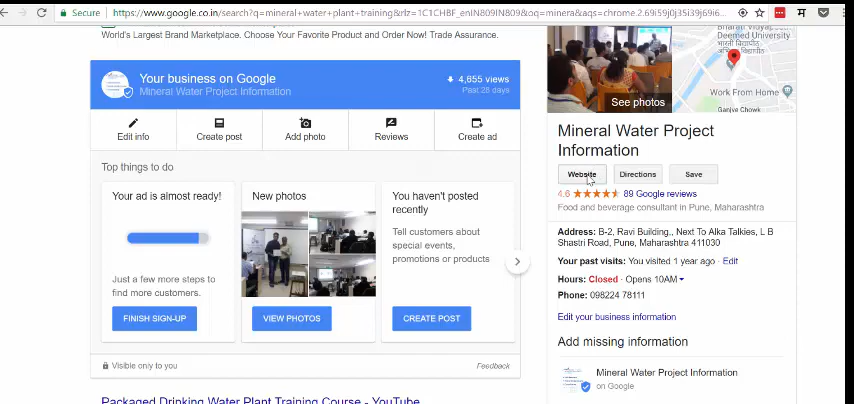 Secure https://www.google.co.in/search?q=mineral+water+plant+training&rlz=1C1CHBF_enIN809IN809&oq=minera&aqs=chrome.2.69i59j0j35i39j69i6...
World's Largest Brand Marketplace. Choose Your Favorite Product and Order Now! Trade Assurance.
Your business on Google
Mineral Water Project Information
4,855 views
Past 28 days
Edit info
Create post
Add photo
Reviews
Create ad
Top things to do
Your ad is almost ready!
Just a few more steps to
find more customers.
FINISH SIGN-UP
New photos
VIEW PHOTOS
You haven't posted
recently
Tell customers about
special events,
promotions or products
CREATE POST
Visible only to you
Feedback
Packaged Drinking Water Plant Training Course - YouTube
See photos
Deemed University
भारती विद्यापीठ
Work From Home
Ganjve Chowk
Mineral Water Project
Information
Website
Directions
Save
4.6
89 Google reviews
Food and beverage consultant in Pune, Maharashtra
Address: B-2, Ravi Building,, Next To Alka Talkies, L B
Shastri Road, Pune, Maharashtra 411030
Your past visits: You visited 1 year ago · Edit
Hours: Closed · Opens 10AM
Phone: 098224 78111
Edit your business information
Add missing information
Mineral Water Project Information
on Google